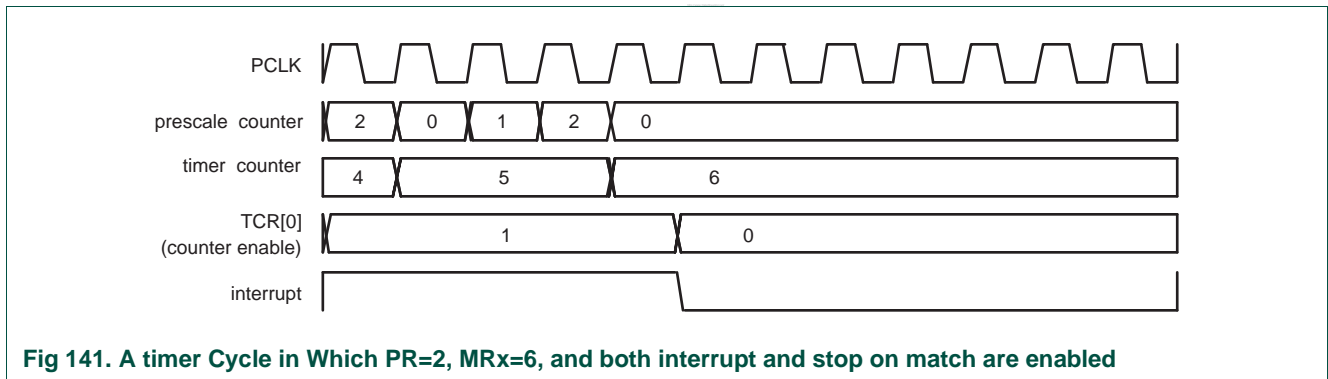 PCLK
prescale counter 2 0 1 2 0
timer counter 4 5 6
TCR[0]
(counter enable) 1 0
interrupt
Fig 141. A timer Cycle in Which PR=2, MRx=6, and both interrupt and stop on match are enabled